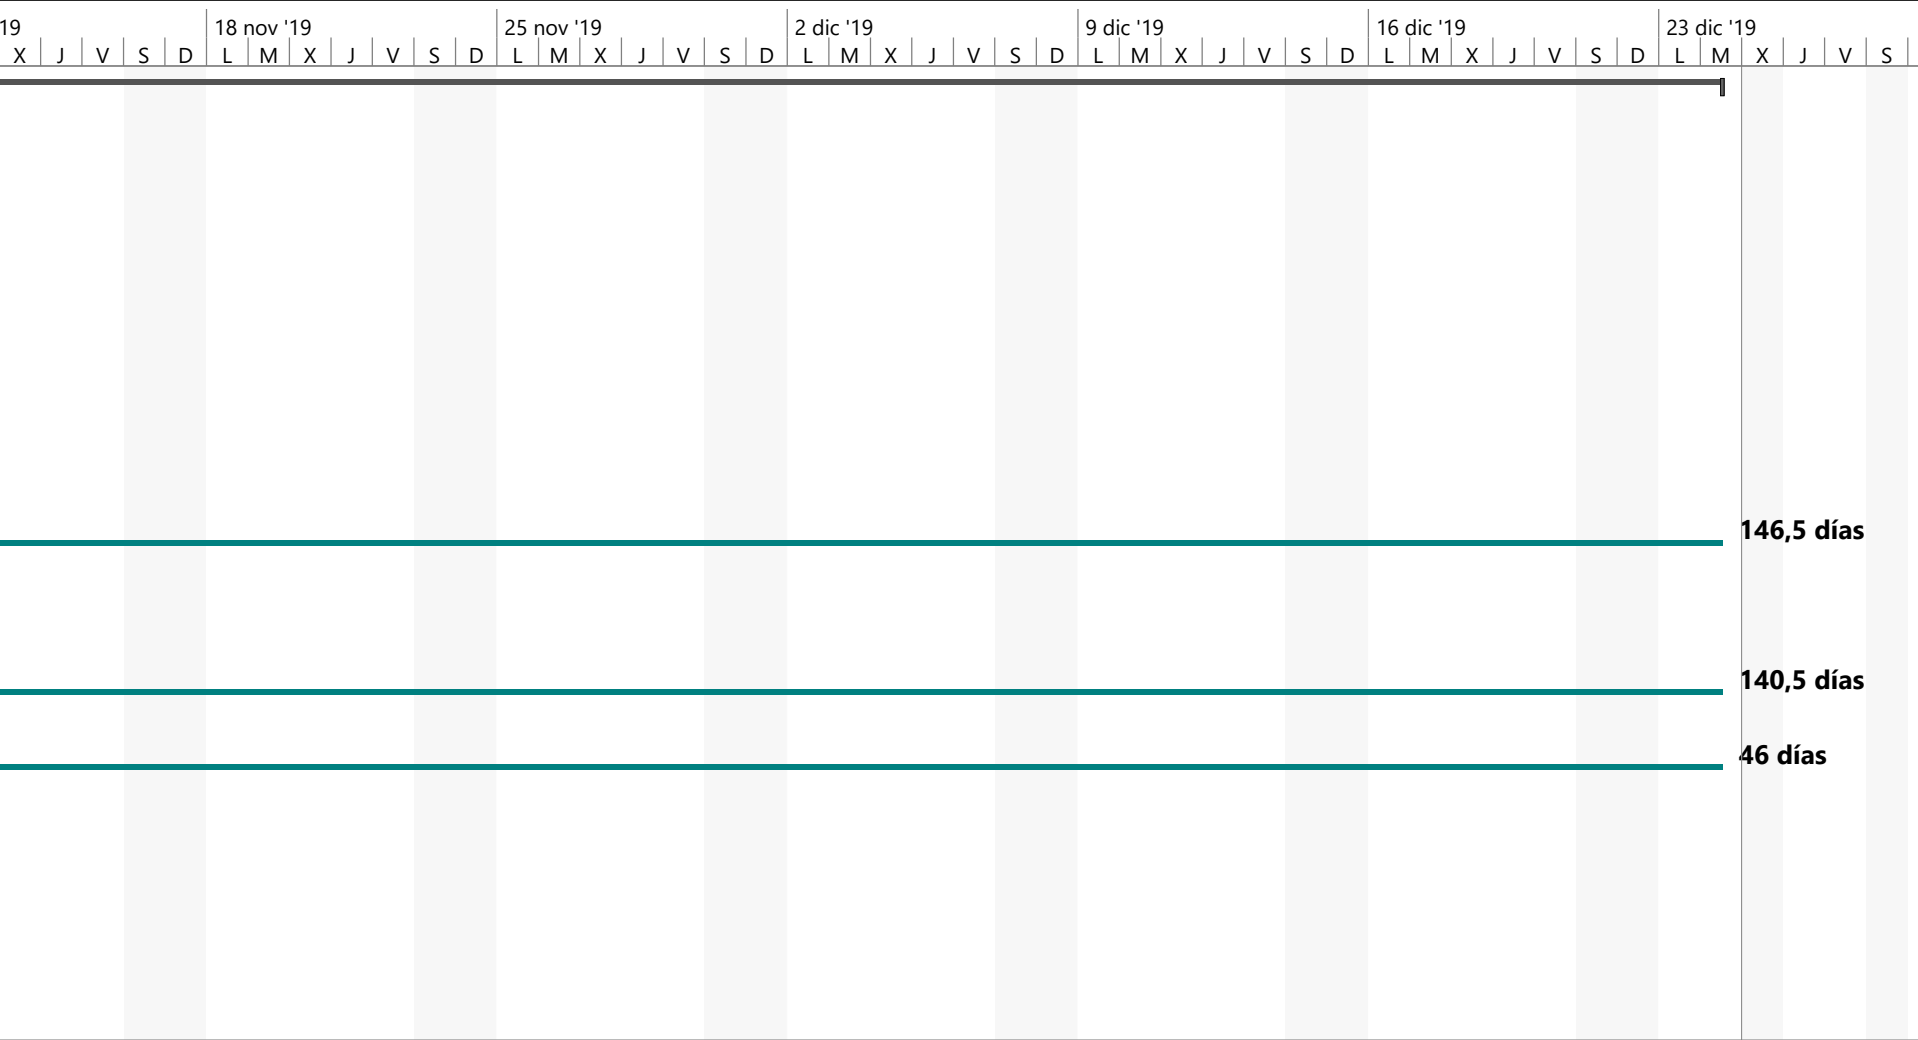 19 18 nov '19 25 nov '19 2 dic '19 9 dic '19 16 dic '19 23 dic '19
X J V S D L M X J V S D L M X J V S D L M X J V S D L M X J V S D L M X J V S D L M X J V S
146,5 días
140,5 días
46 días